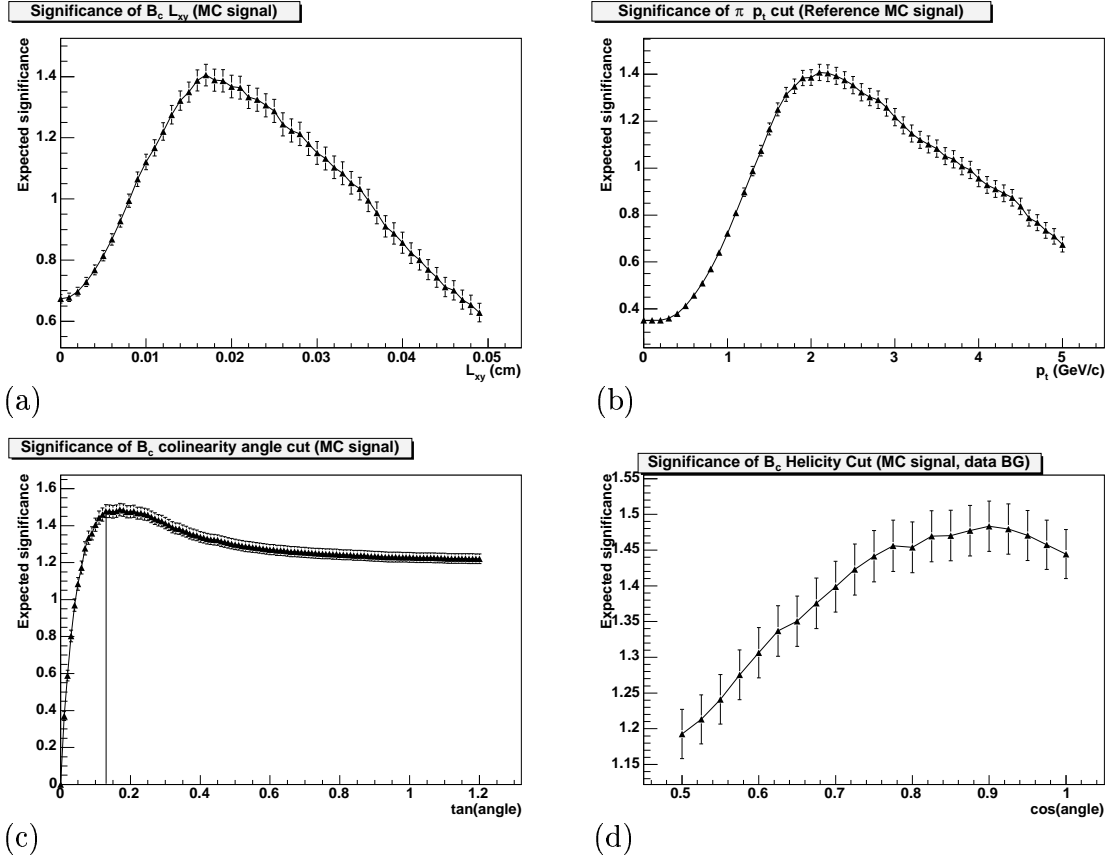 Significance of Bc Lxy (MC signal)
Expected significance
1.4
1.2
1
0.8
0.6
0 0.01 0.02 0.03 0.04 0.05
Lxy (cm)
(a)
Significance of π pt cut (Reference MC signal)
Expected significance
1.4
1.2
1
0.8
0.6
0.4
0 1 2 3 4 5
pt (GeV/c)
(b)
Significance of Bc colinearity angle cut (MC signal)
Expected significance
1.6
1.4
1.2
1
0.8
0.6
0.4
0.2
0
0 0.2 0.4 0.6 0.8 1 1.2
tan(angle)
(c)
Significance of Bc Helicity Cut (MC signal, data BG)
Expected significance
1.55
1.5
1.45
1.4
1.35
1.3
1.25
1.2
1.15
0.5 0.6 0.7 0.8 0.9 1
cos(angle)
(d)